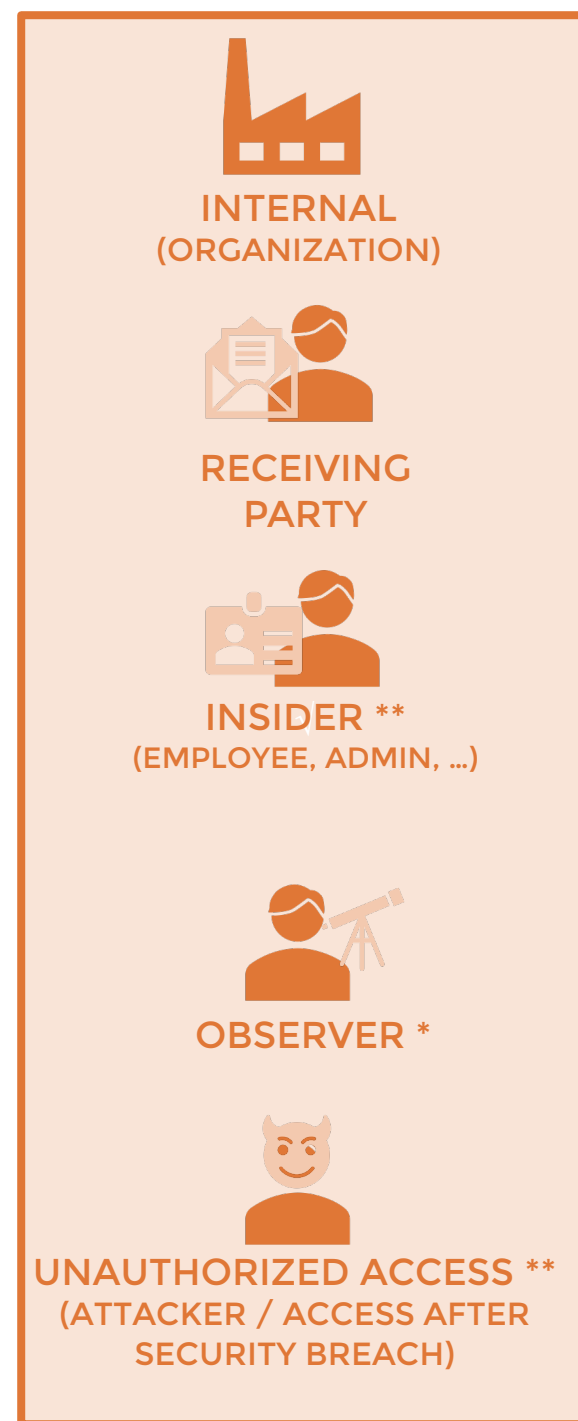 INTERNAL
(ORGANIZATION)
RECEIVING
PARTY
INSIDER **
(EMPLOYEE, ADMIN, ...)
OBSERVER *
UNAUTHORIZED ACCESS **
(ATTACKER / ACCESS AFTER
SECURITY BREACH)